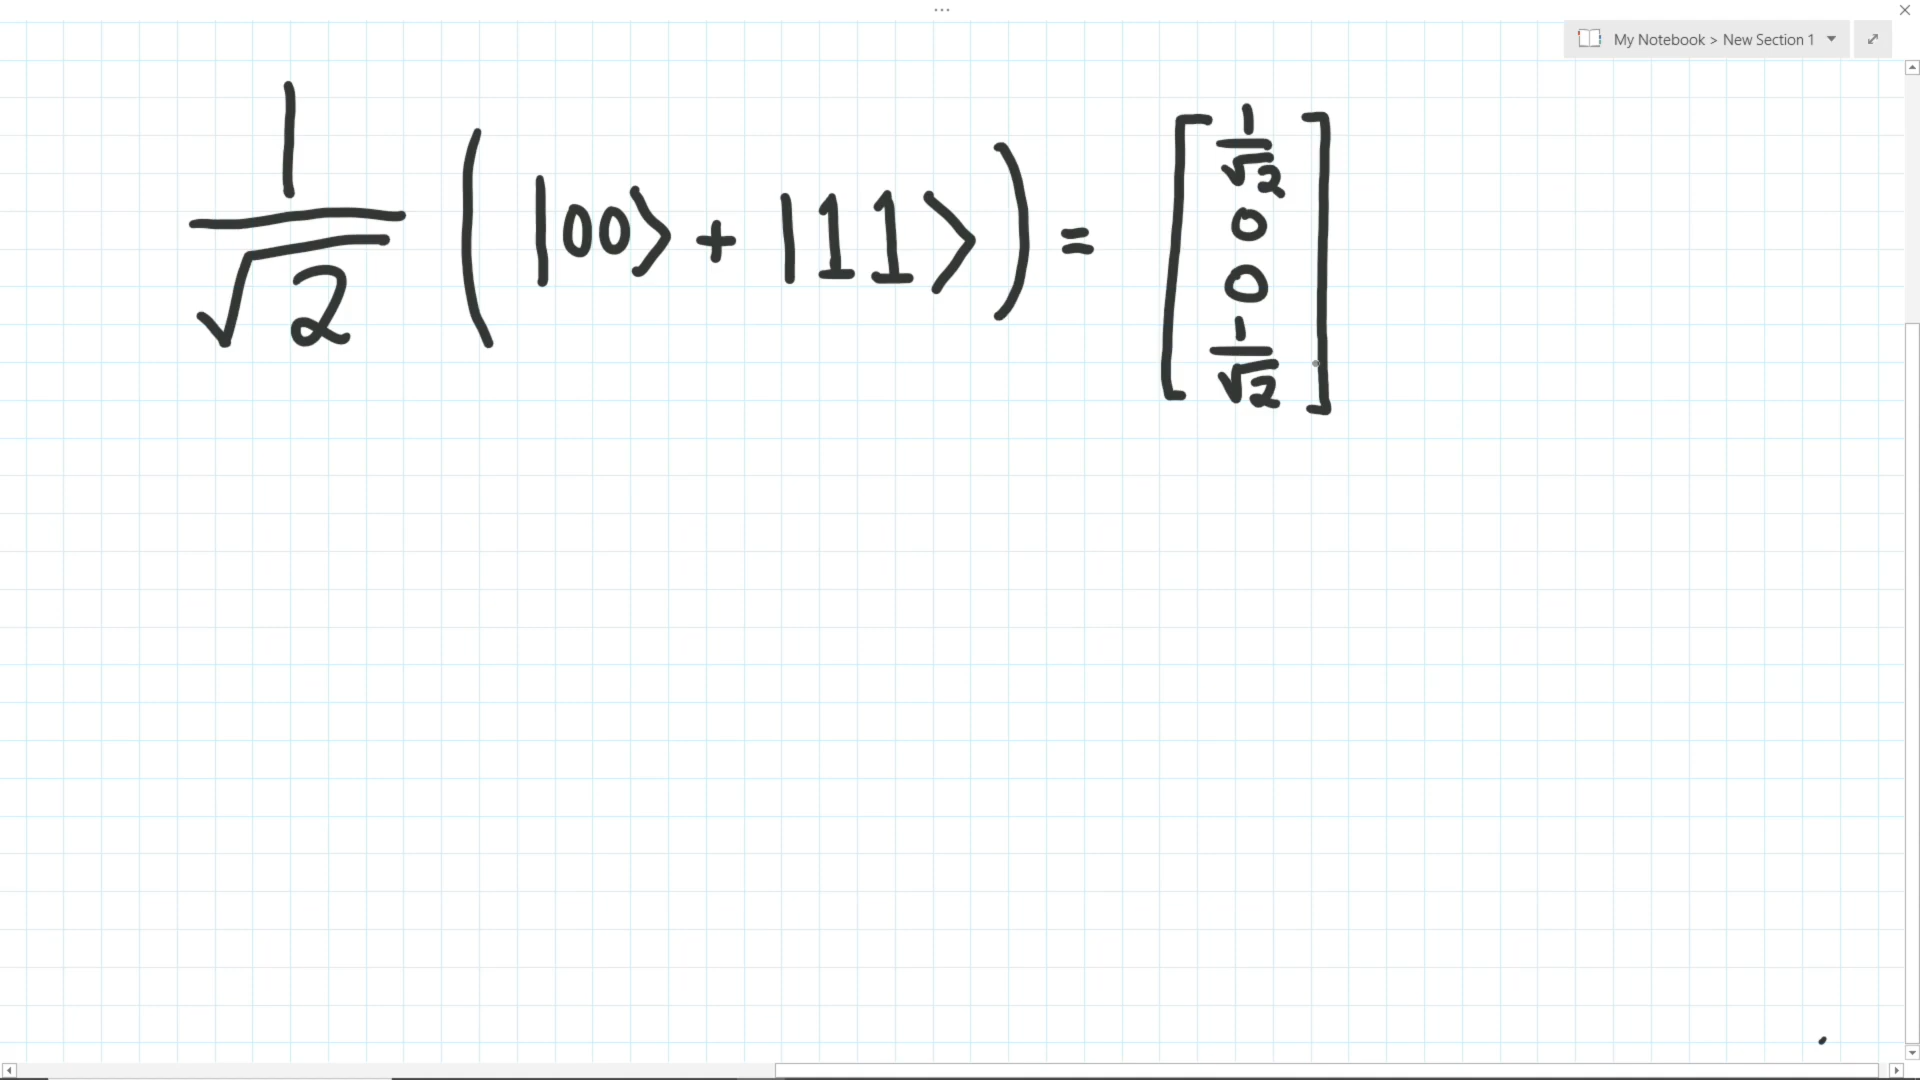 ...
My Notebook > New Section 1
1/√2 ( |00⟩ + |11⟩ ) = [ 1/√2
0
0
1/√2 ]